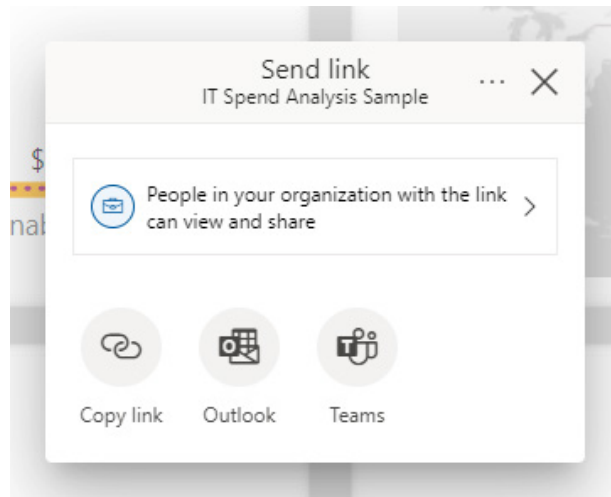 Send link
IT Spend Analysis Sample
$
People in your organization with the link
can view and share
Copy link
Outlook
Teams